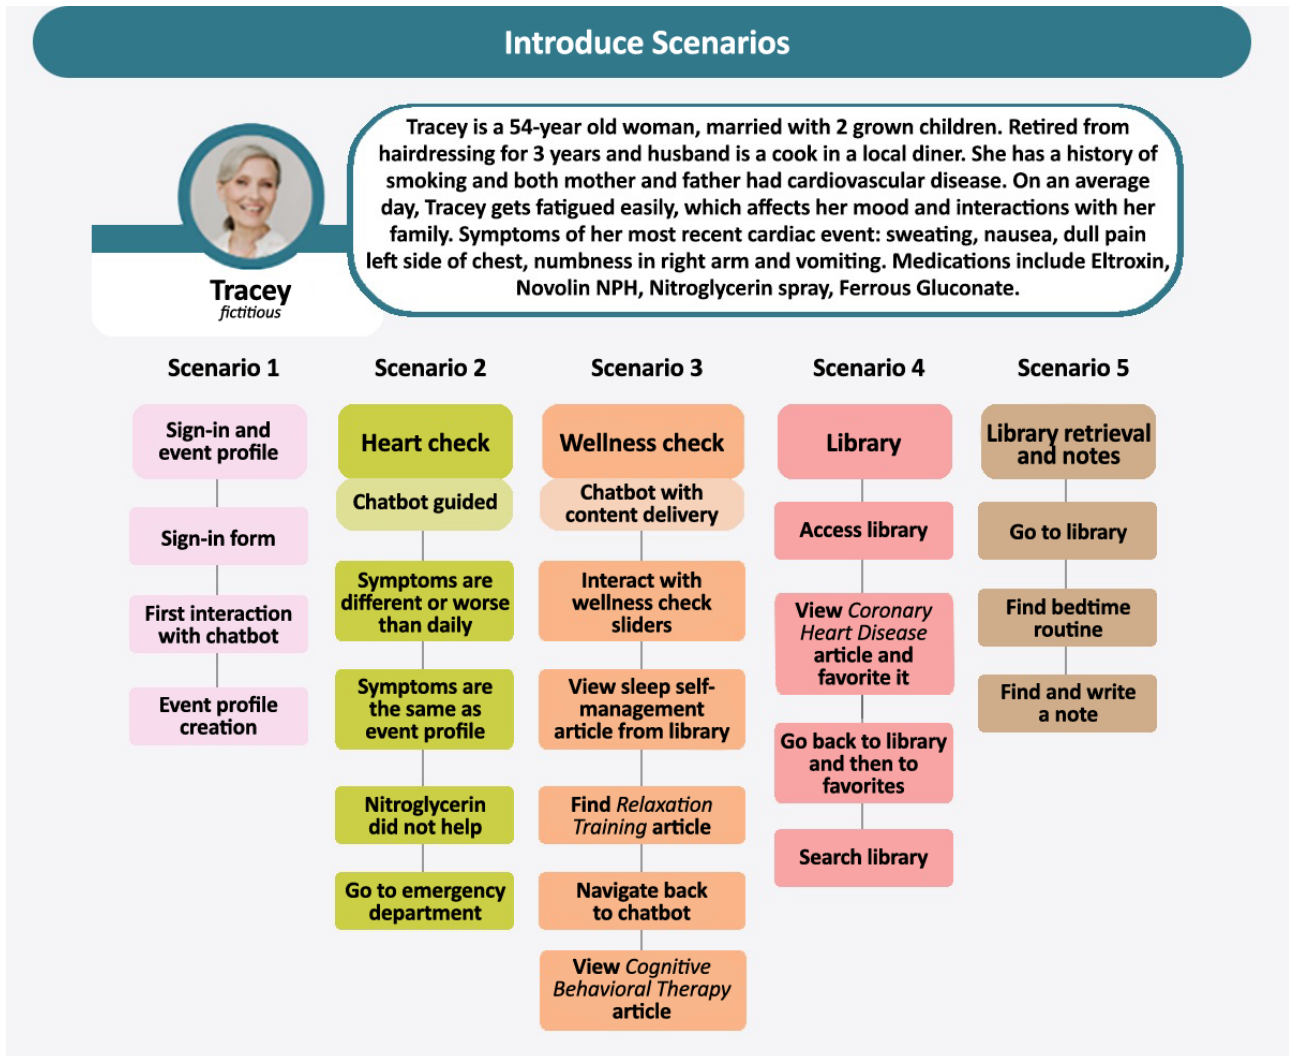 Introduce Scenarios
Tracey is a 54-year old woman, married with 2 grown children. Retired from
hairdressing for 3 years and husband is a cook in a local diner. She has a history of
smoking and both mother and father had cardiovascular disease. On an average
day, Tracey gets fatigued easily, which affects her mood and interactions with her
family. Symptoms of her most recent cardiac event: sweating, nausea, dull pain
left side of chest, numbness in right arm and vomiting. Medications include Eltroxin,
Novolin NPH, Nitroglycerin spray, Ferrous Gluconate.
Tracey
fictitious
Scenario 1
Sign-in and
event profile
Sign-in form
First interaction
with chatbot
Event profile
creation
Scenario 2
Heart check
Chatbot guided
Symptoms are
different or worse
than daily
Symptoms are
the same as
event profile
Nitroglycerin
did not help
Go to emergency
department
Scenario 3
Wellness check
Chatbot with
content delivery
Interact with
wellness check
sliders
View sleep self-
management
article from library
Find Relaxation
Training article
Navigate back
to chatbot
View Cognitive
Behavioral Therapy
article
Scenario 4
Library
Access library
View Coronary
Heart Disease
article and
favorite it
Go back to library
and then to
favorites
Search library
Scenario 5
Library retrieval
and notes
Go to library
Find bedtime
routine
Find and write
a note